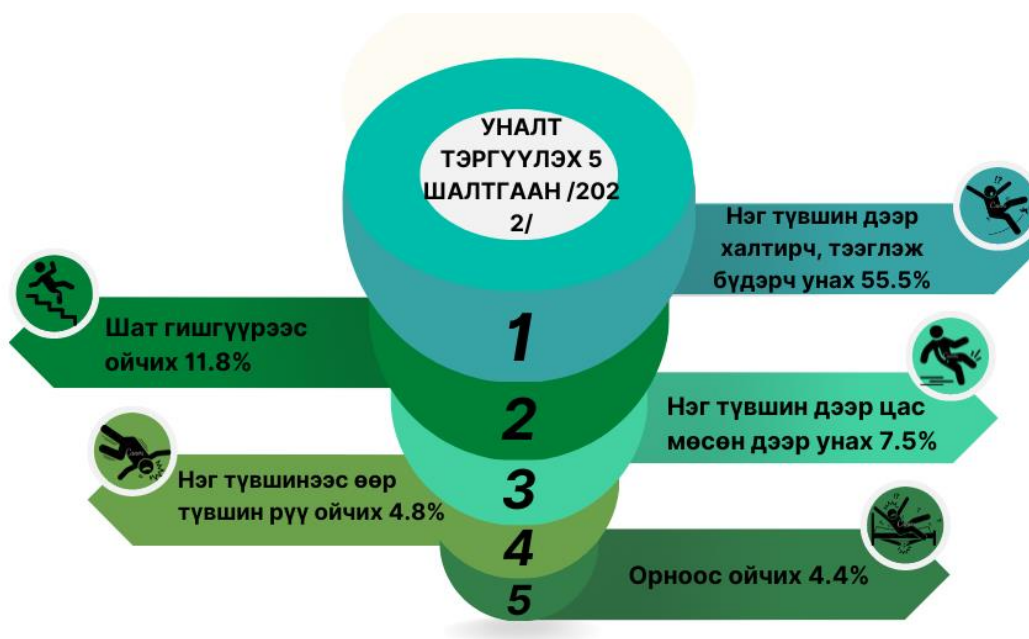 УНАЛТ
ТЭРГҮҮЛЭХ 5
ШАЛТГААН /202
2/
Нэг түвшин дээр
халтирч, тээглэж
бүдэрч унах 55.5%
1
Шат гишгүүрээс
ойчих 11.8%
2
Нэг түвшин дээр цас
мөсөн дээр унах 7.5%
3
Нэг түвшинээс өөр
түвшин рүү ойчих 4.8%
4
Орноос ойчих 4.4%
5